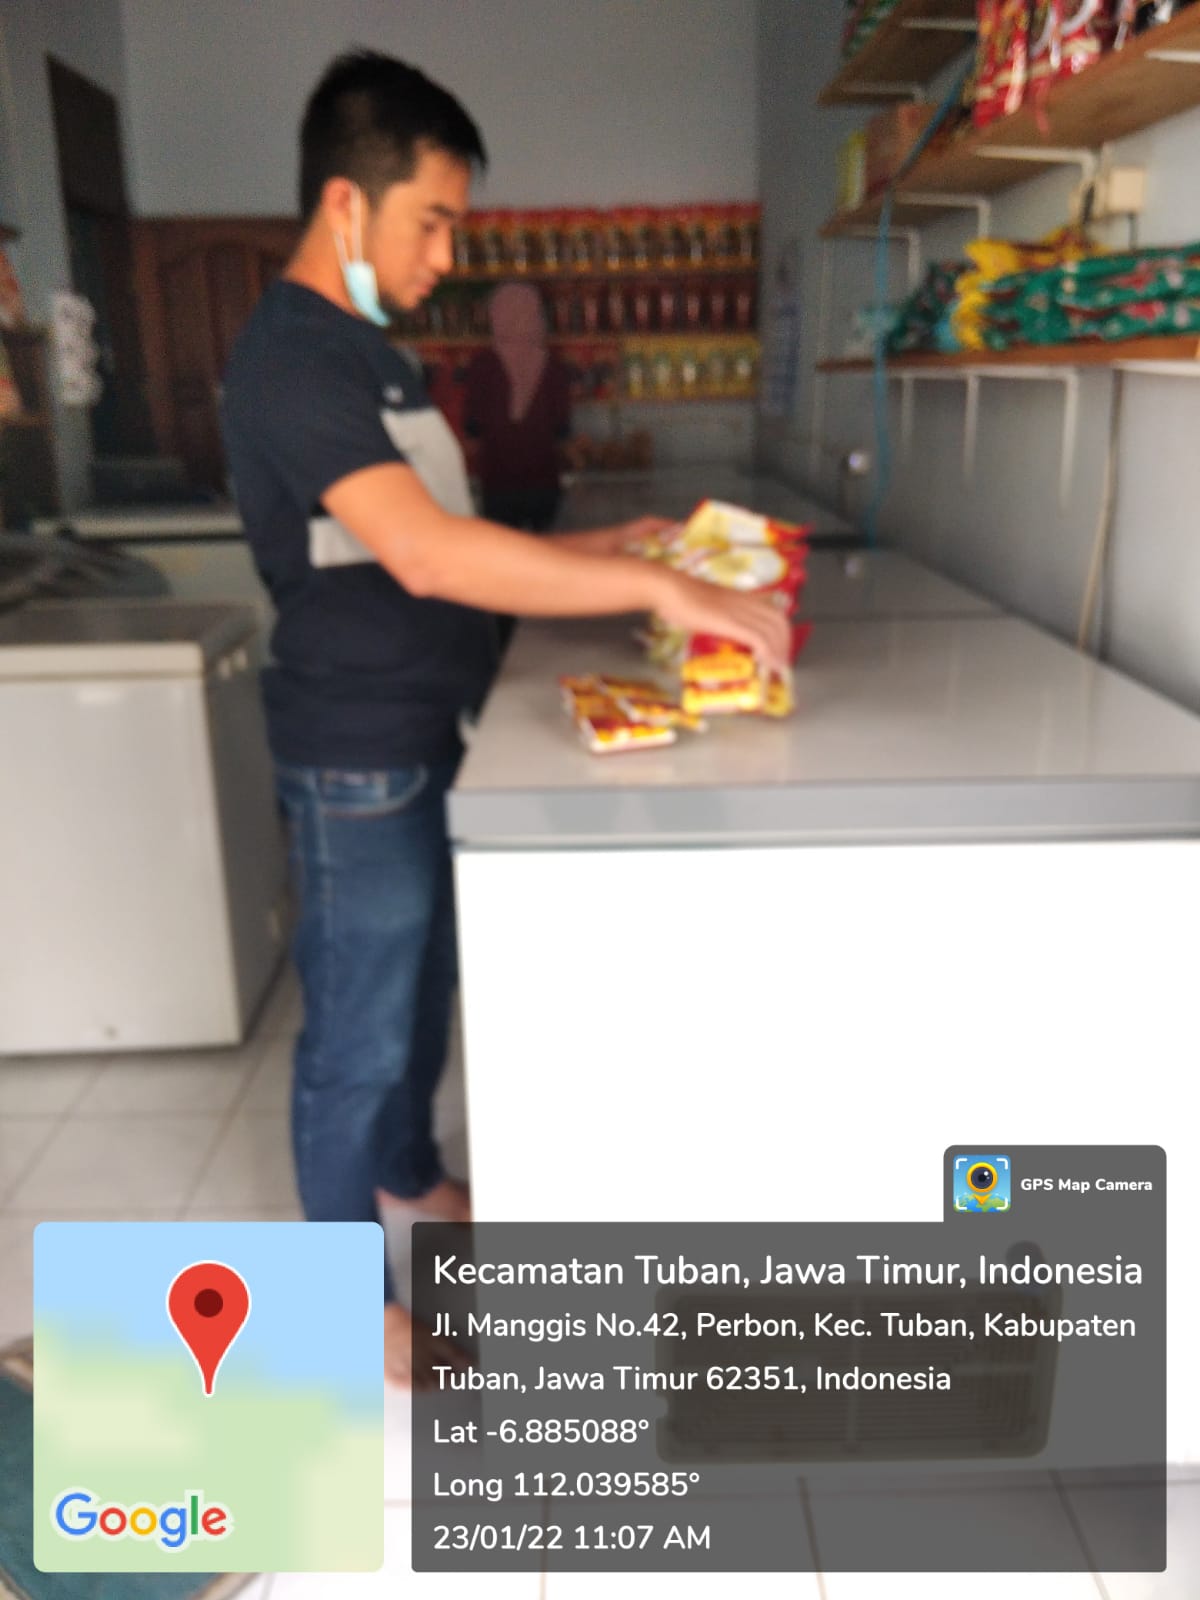 GPS Map Camera
Kecamatan Tuban, Jawa Timur, Indonesia
Jl. Manggis No.42, Perbon, Kec. Tuban, Kabupaten
Tuban, Jawa Timur 62351, Indonesia
Lat -6.885088°
Long 112.039585°
23/01/22 11:07 AM
Google